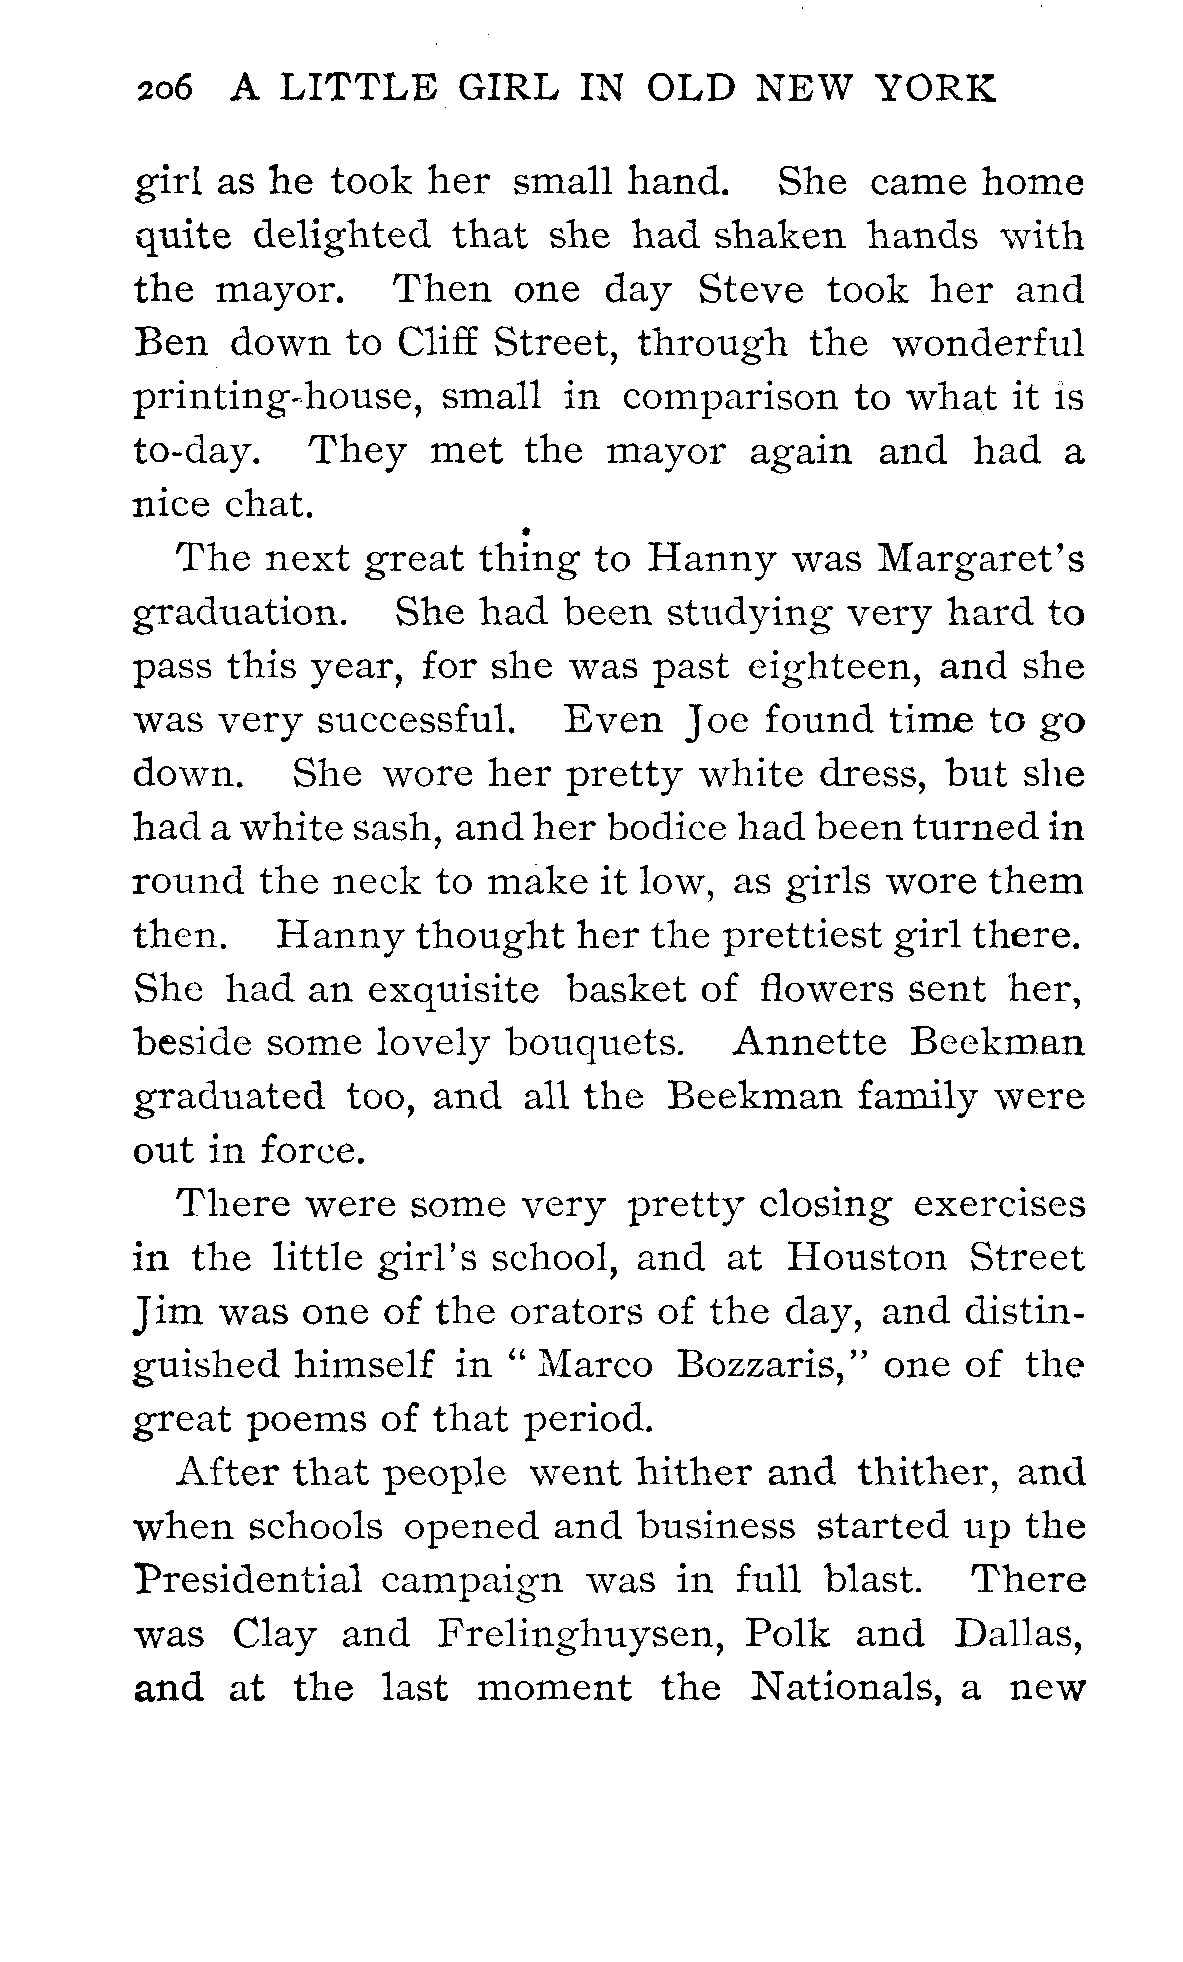 206 A LITTLE GIRL IN OLD NEW YORK
girl as he took her small hand. She came home
quite delighted that she had shaken hands with
the mayor. Then one day Steve took her and
Ben down to Cliff Street, through the wonderful
printing-house, small in comparison to what it is
to-day. They met the mayor again and had a
nice chat.
The next great thing to Hanny was Margaret's
graduation. She had been studying very hard to
pass this year, for she was past eighteen, and she
was very successful. Even Joe found time to go
down. She wore her pretty white dress, but she
had a white sash, and her bodice had been turned in
round the neck to make it low, as girls wore them
then. Hanny thought her the prettiest girl there.
She had an exquisite basket of flowers sent her,
beside some lovely bouquets. Annette Beekman
graduated too, and all the Beekman family were
out in force.
There were some very pretty closing exercises
in the little girl's school, and at Houston Street
Jim was one of the orators of the day, and distin-
guished himself in " Marco Bozzaris," one of the
great poems of that period.
After that people went hither and thither, and
when schools opened and business started up the
Presidential campaign was in full blast. There
was Clay and Frelinghuysen, Polk and Dallas,
and at the last moment the Nationals, a new